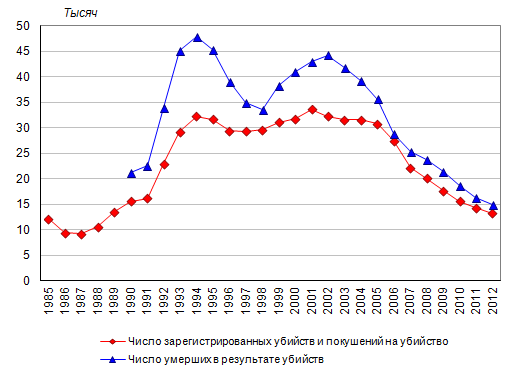 Тысяч
50
45
40
35
30
25
20
15
10
5
0
1985 1986 1987 1988 1989 1990 1991 1992 1993 1994 1995 1996 1997 1998 1999 2000 2001 2002 2003 2004 2005 2006 2007 2008 2009 2010 2011 2012
Число зарегистрированных убийств и покушений на убийство
Число умерших в результате убийств